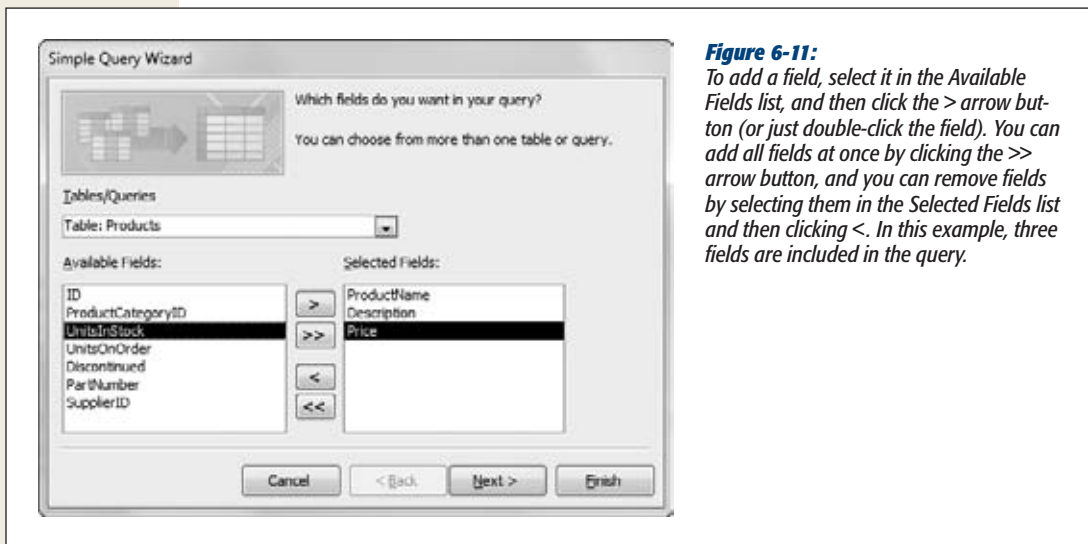 Simple Query Wizard
Which fields do you want in your query?
You can choose from more than one table or query.
Tables/Queries
Table: Products
Available Fields:
ID
ProductCategoryID
UnitsInStock
UnitsOnOrder
Discontinued
PartNumber
SupplierID
>
>>
<
<<
Selected Fields:
ProductName
Description
Price
Cancel
< Back
Next >
Finish
Figure 6-11:
To add a field, select it in the Available
Fields list, and then click the > arrow but-
ton (or just double-click the field). You can
add all fields at once by clicking the >>
arrow button, and you can remove fields
by selecting them in the Selected Fields list
and then clicking <. In this example, three
fields are included in the query.